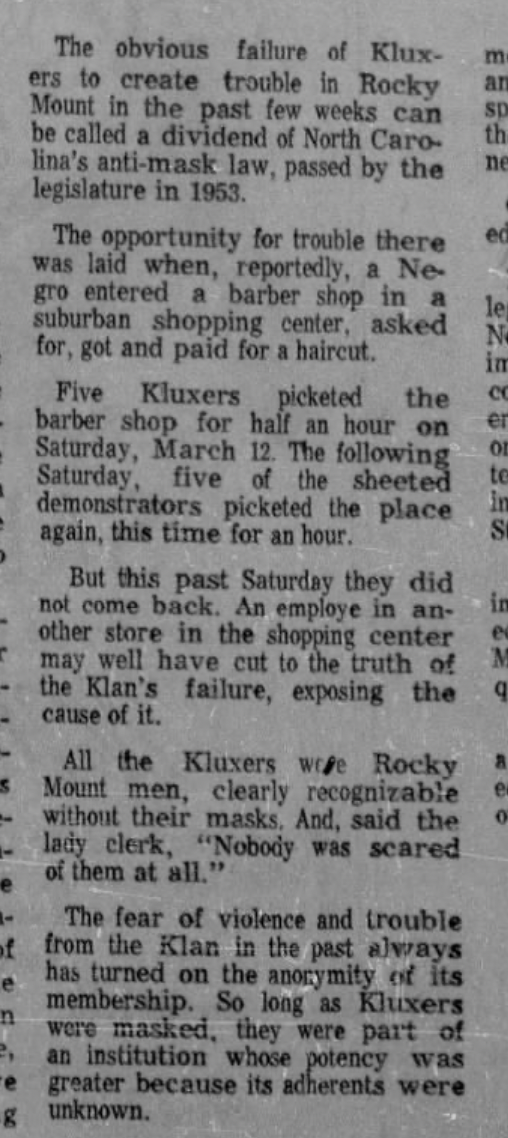 The obvious failure of Klux-
ers to create trouble in Rocky
Mount in the past few weeks can
be called a dividend of North Caro-
lina's anti-mask law, passed by the
legislature in 1953.
The opportunity for trouble there
was laid when, reportedly, a Ne-
gro entered a barber shop in a
suburban shopping center, asked
for, got and paid for a haircut.
Five Kluxers picketed the
barber shop for half an hour on
Saturday, March 12. The following
Saturday, five of the sheeted
demonstrators picketed the place
again, this time for an hour.
But this past Saturday they did
not come back. An employe in an-
other store in the shopping center
may well have cut to the truth of
the Klan's failure, exposing the
cause of it.
All the Kluxers were Rocky
Mount men, clearly recognizable
without their masks. And, said the
lady clerk, "Nobody was scared
of them at all."
The fear of violence and trouble
from the Klan in the past always
has turned on the anonymity of its
membership. So long as Kluxers
were masked, they were part of
an institution whose potency was
greater because its adherents were
unknown.